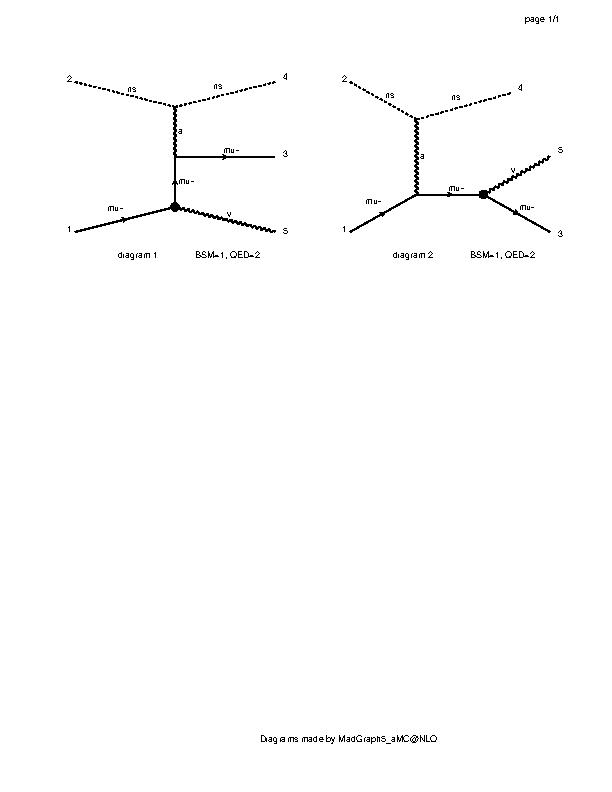 page 1/1
2 ns ns 4
a
mu- 3
mu-
mu- v
1 5
diagram 1 BSM=1, QED=2
2 ns ns 4
a v 5
mu- mu- mu-
1 3
diagram 2 BSM=1, QED=2
Diagrams made by MadGraph5_aMC@NLO